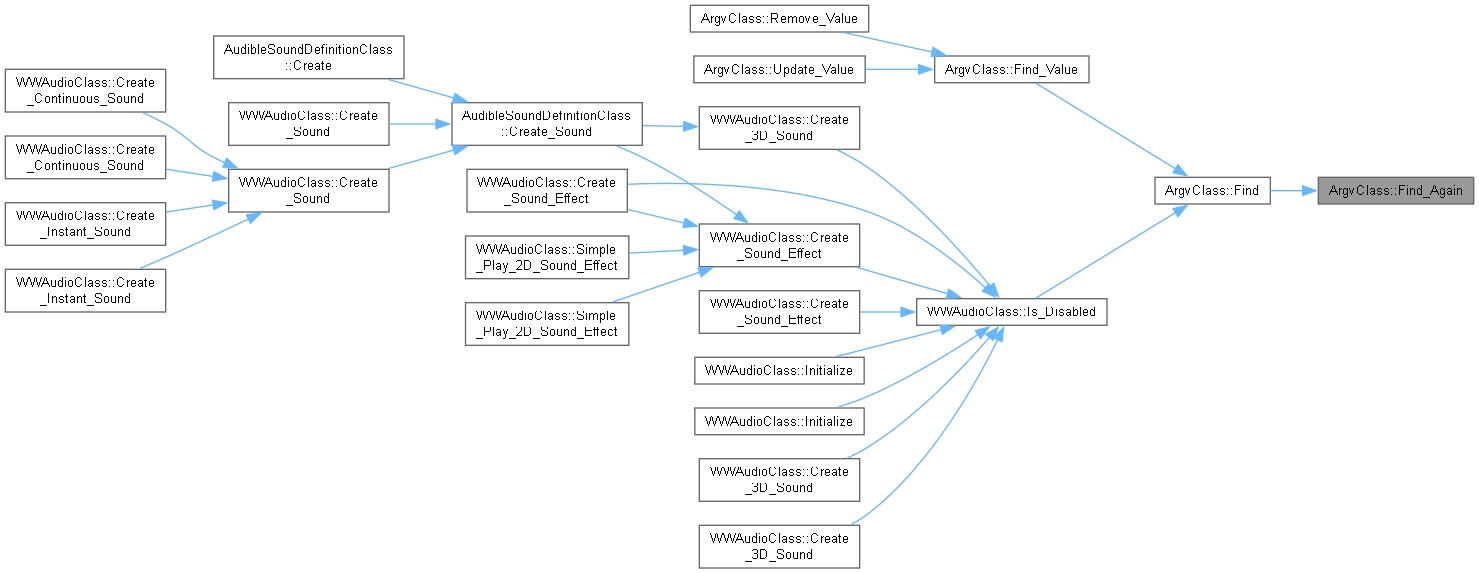 ArgvClass::Remove_Value
AudibleSoundDefinitionClass
::Create
ArgvClass::Update_Value
ArgvClass::Find_Value
WWAudioClass::Create
_Continuous_Sound
WWAudioClass::Create
_Sound
AudibleSoundDefinitionClass
::Create_Sound
WWAudioClass::Create
_3D_Sound
WWAudioClass::Create
_Continuous_Sound
WWAudioClass::Create
_Sound
WWAudioClass::Create
_Sound_Effect
ArgvClass::Find
ArgvClass::Find_Again
WWAudioClass::Create
_Instant_Sound
WWAudioClass::Simple
_Play_2D_Sound_Effect
WWAudioClass::Create
_Sound_Effect
WWAudioClass::Create
_Instant_Sound
WWAudioClass::Simple
_Play_2D_Sound_Effect
WWAudioClass::Create
_Sound_Effect
WWAudioClass::Is_Disabled
WWAudioClass::Initialize
WWAudioClass::Initialize
WWAudioClass::Create
_3D_Sound
WWAudioClass::Create
_3D_Sound